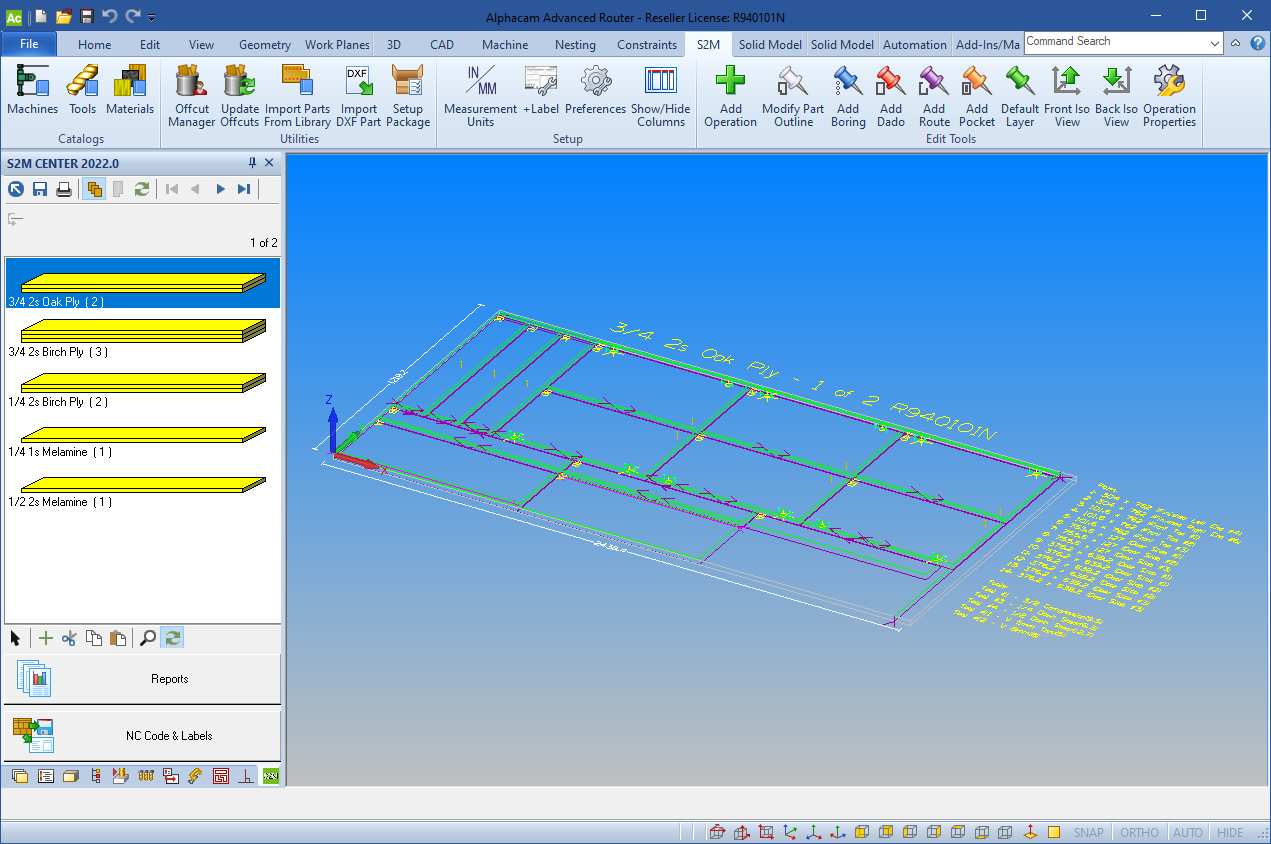 Ac
Alphacam Advanced Router - Reseller License: R940101N
File Home Edit View Geometry Work Planes 3D CAD Machine Nesting Constraints S2M Solid Model Solid Model Automation Add-Ins/Ma Command Search
IN
MM
DXF
Machines Tools Materials
Offcut Manager
Update Offcuts
Import Parts From Library
Import DXF Part
Setup Package
Measurement Units
+Label
Preferences
Show/Hide Columns
Add Operation
Modify Part Outline
Add Boring
Add Dado
Add Route
Add Pocket
Default Layer
Front Iso View
Back Iso View
Operation Properties
Catalogs Utilities Setup Edit Tools
S2M CENTER 2022.0
1 of 2
3/4 2s Oak Ply ( 2 )
3/4 2s Birch Ply ( 3 )
1/4 2s Birch Ply ( 2 )
1/4 1s Melamine ( 1 )
1/2 2s Melamine ( 1 )
3/4 2s Oak Ply - 1 of 2 R940101N
Z
X
Reports
NC Code & Labels
SNAP ORTHO AUTO HIDE